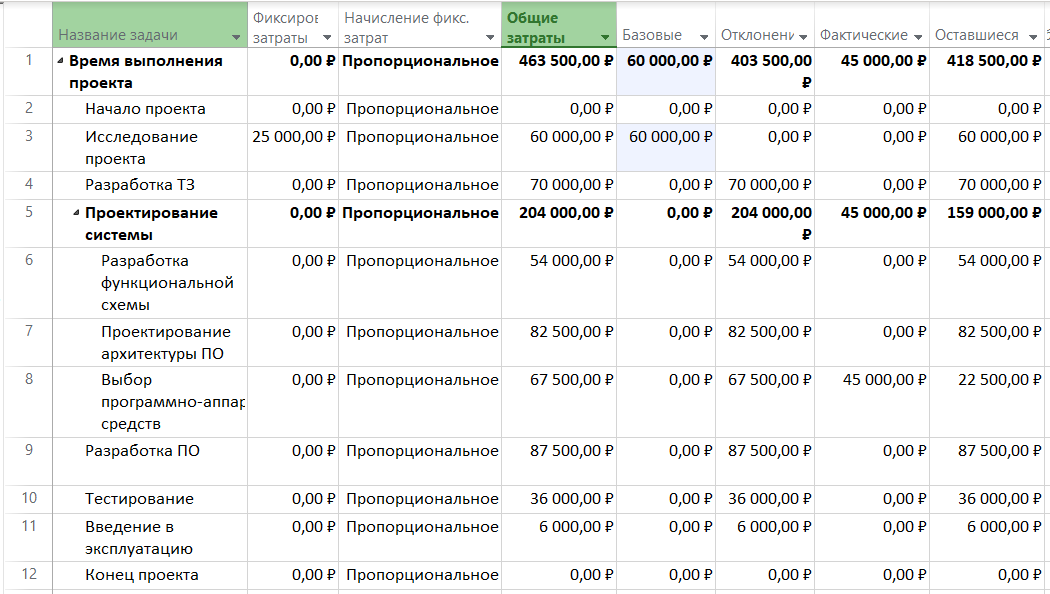 Название задачи Фиксиров затраты Начисление фикс. затрат Общие затраты Базовые Отклонени Фактические Оставшиеся
1 Время выполнения проекта 0,00 ₽ Пропорциональное 463 500,00 ₽ 60 000,00 ₽ 403 500,00 ₽ 45 000,00 ₽ 418 500,00 ₽
2 Начало проекта 0,00 ₽ Пропорциональное 0,00 ₽ 0,00 ₽ 0,00 ₽ 0,00 ₽ 0,00 ₽
3 Исследование проекта 25 000,00 ₽ Пропорциональное 60 000,00 ₽ 60 000,00 ₽ 0,00 ₽ 0,00 ₽ 60 000,00 ₽
4 Разработка ТЗ 0,00 ₽ Пропорциональное 70 000,00 ₽ 0,00 ₽ 70 000,00 ₽ 0,00 ₽ 70 000,00 ₽
5 Проектирование системы 0,00 ₽ Пропорциональное 204 000,00 ₽ 0,00 ₽ 204 000,00 ₽ 45 000,00 ₽ 159 000,00 ₽
6 Разработка функциональной схемы 0,00 ₽ Пропорциональное 54 000,00 ₽ 0,00 ₽ 54 000,00 ₽ 0,00 ₽ 54 000,00 ₽
7 Проектирование архитектуры ПО 0,00 ₽ Пропорциональное 82 500,00 ₽ 0,00 ₽ 82 500,00 ₽ 0,00 ₽ 82 500,00 ₽
8 Выбор программно-аппар средств 0,00 ₽ Пропорциональное 67 500,00 ₽ 0,00 ₽ 67 500,00 ₽ 45 000,00 ₽ 22 500,00 ₽
9 Разработка ПО 0,00 ₽ Пропорциональное 87 500,00 ₽ 0,00 ₽ 87 500,00 ₽ 0,00 ₽ 87 500,00 ₽
10 Тестирование 0,00 ₽ Пропорциональное 36 000,00 ₽ 0,00 ₽ 36 000,00 ₽ 0,00 ₽ 36 000,00 ₽
11 Введение в эксплуатацию 0,00 ₽ Пропорциональное 6 000,00 ₽ 0,00 ₽ 6 000,00 ₽ 0,00 ₽ 6 000,00 ₽
12 Конец проекта 0,00 ₽ Пропорциональное 0,00 ₽ 0,00 ₽ 0,00 ₽ 0,00 ₽ 0,00 ₽